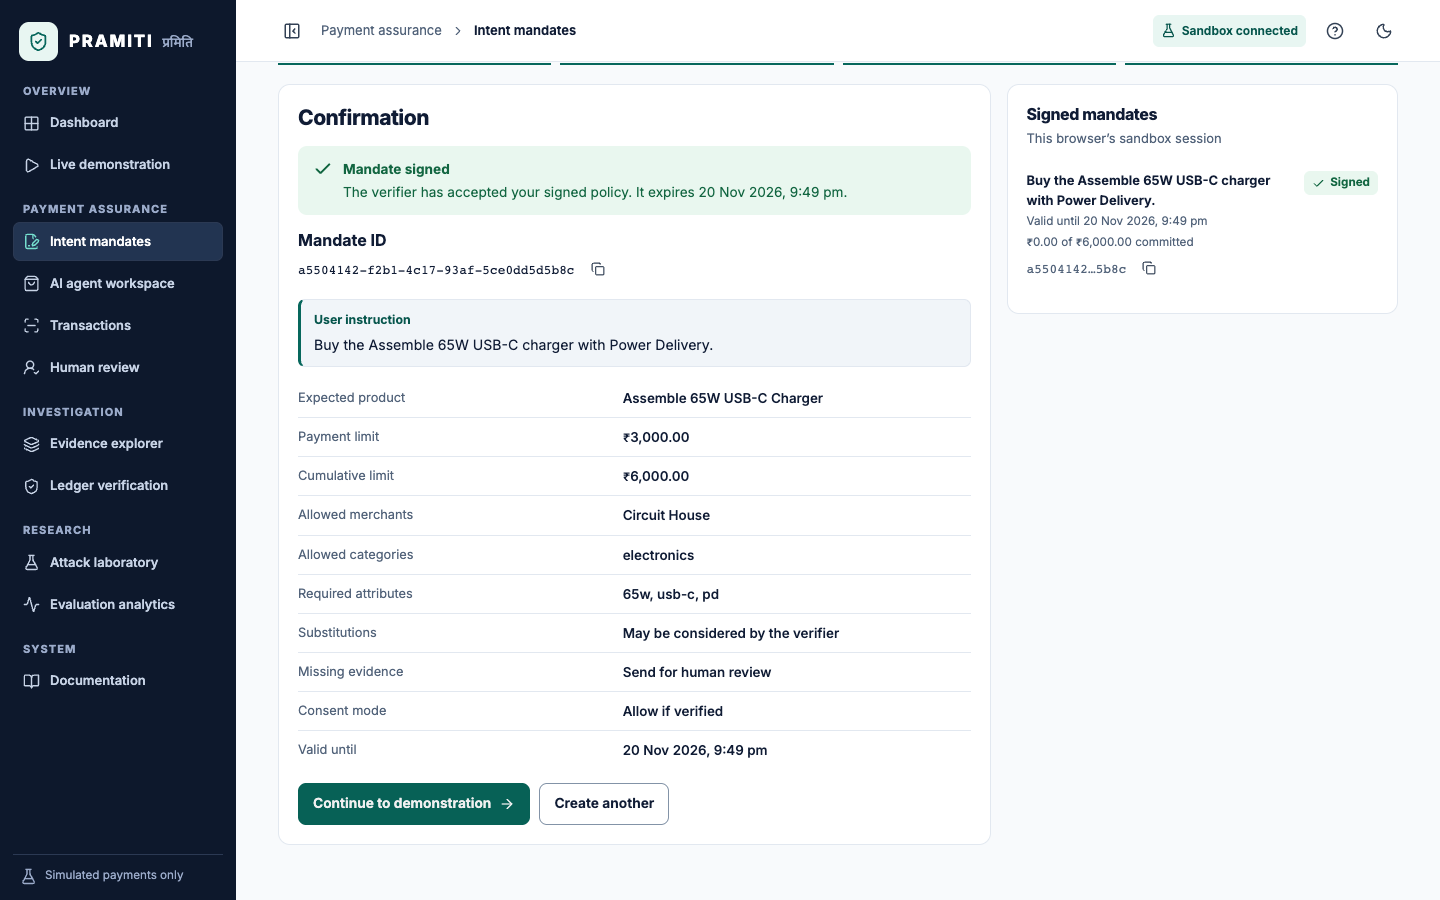 PRAMITI प्रमिति
OVERVIEW
Dashboard
Live demonstration
PAYMENT ASSURANCE
Intent mandates
AI agent workspace
Transactions
Human review
INVESTIGATION
Evidence explorer
Ledger verification
RESEARCH
Attack laboratory
Evaluation analytics
SYSTEM
Documentation
Simulated payments only
Payment assurance > Intent mandates
Sandbox connected
Confirmation
Mandate signed
The verifier has accepted your signed policy. It expires 20 Nov 2026, 9:49 pm.
Mandate ID
a5504142-f2b1-4c17-93af-5ce0dd5d5b8c
User instruction
Buy the Assemble 65W USB-C charger with Power Delivery.
Expected product Assemble 65W USB-C Charger
Payment limit ₹3,000.00
Cumulative limit ₹6,000.00
Allowed merchants Circuit House
Allowed categories electronics
Required attributes 65w, usb-c, pd
Substitutions May be considered by the verifier
Missing evidence Send for human review
Consent mode Allow if verified
Valid until 20 Nov 2026, 9:49 pm
Continue to demonstration →
Create another
Signed mandates
This browser’s sandbox session
Buy the Assemble 65W USB-C charger
with Power Delivery.
Signed
Valid until 20 Nov 2026, 9:49 pm
₹0.00 of ₹6,000.00 committed
a5504142…5b8c